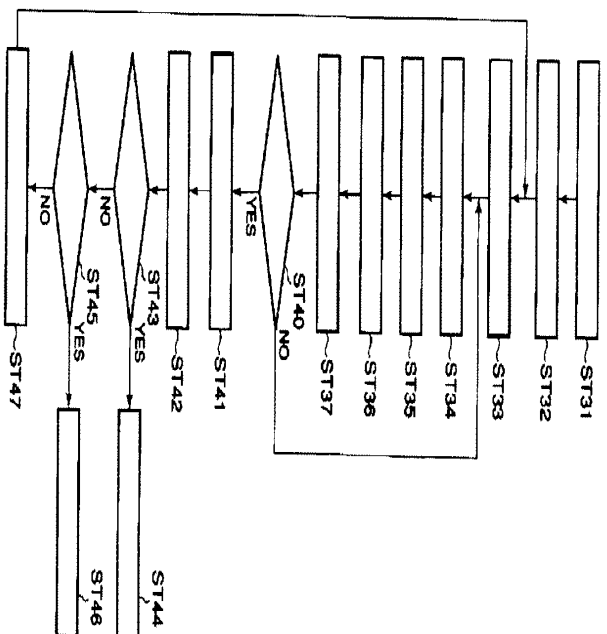 ST31
ST32
ST33
ST34
ST35
ST36
ST37
ST40
NO
YES
ST41
ST42
ST43
YES
ST44
NO
ST45
YES
ST46
NO
ST47